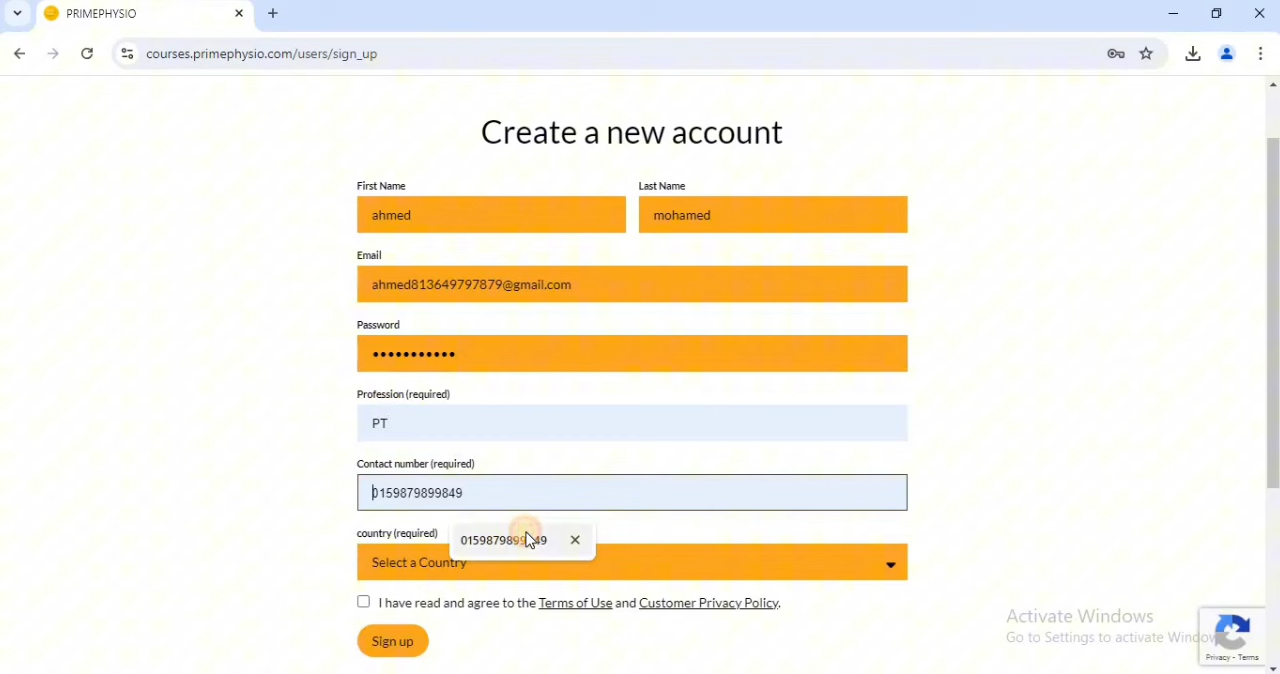 PRIMEPHYSIO
courses.primephysio.com/users/sign_up
Create a new account
First Name
Last Name
ahmed
mohamed
Email
ahmed813649797879@gmail.com
Password
•••••••••••
Profession (required)
PT
Contact number (required)
0159879899849
country (required)
0159879899849
Select a Country
I have read and agree to the Terms of Use and Customer Privacy Policy.
Sign up
Activate Windows
Go to Settings to activate Window
Privacy - Terms